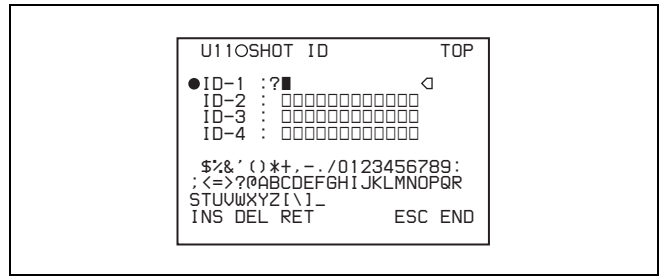 U11○SHOT ID TOP
●ID-1 :?■ ◁
ID-2 : □□□□□□□□□□□□
ID-3 : □□□□□□□□□□□□
ID-4 : □□□□□□□□□□□□
$%&'()*+,-./0123456789:
;<=>?@ABCDEFGHIJKLMNOPQR
STUVWXYZ[\]_
INS DEL RET ESC END